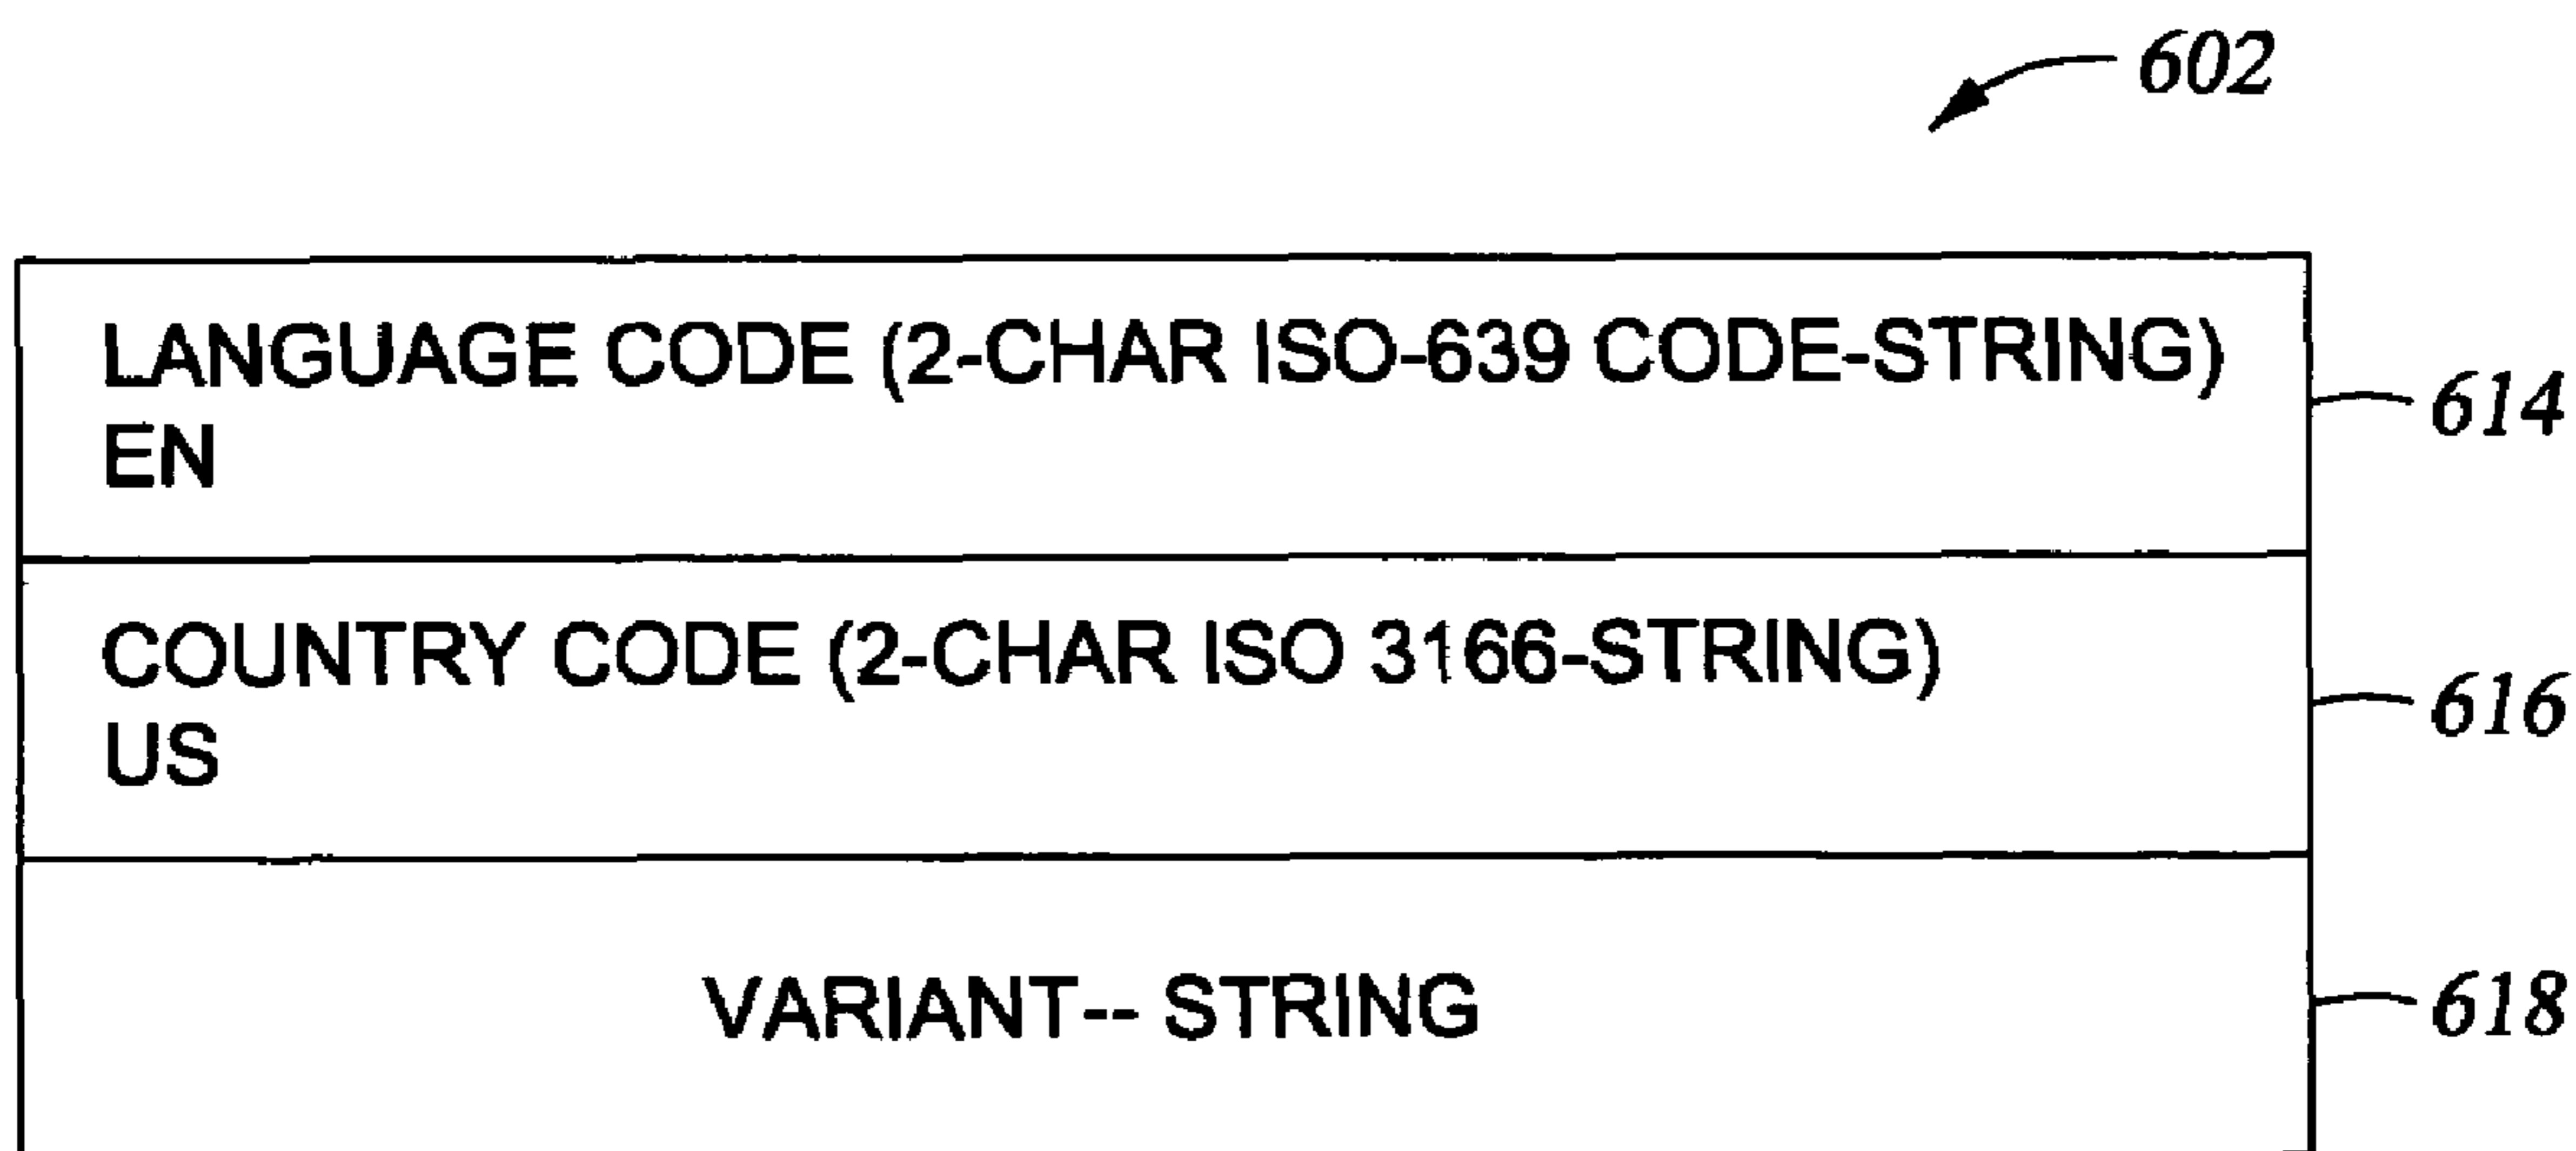 602
LANGUAGE CODE (2-CHAR ISO-639 CODE-STRING)
EN
614
COUNTRY CODE (2-CHAR ISO 3166-STRING)
US
616
VARIANT-- STRING
618